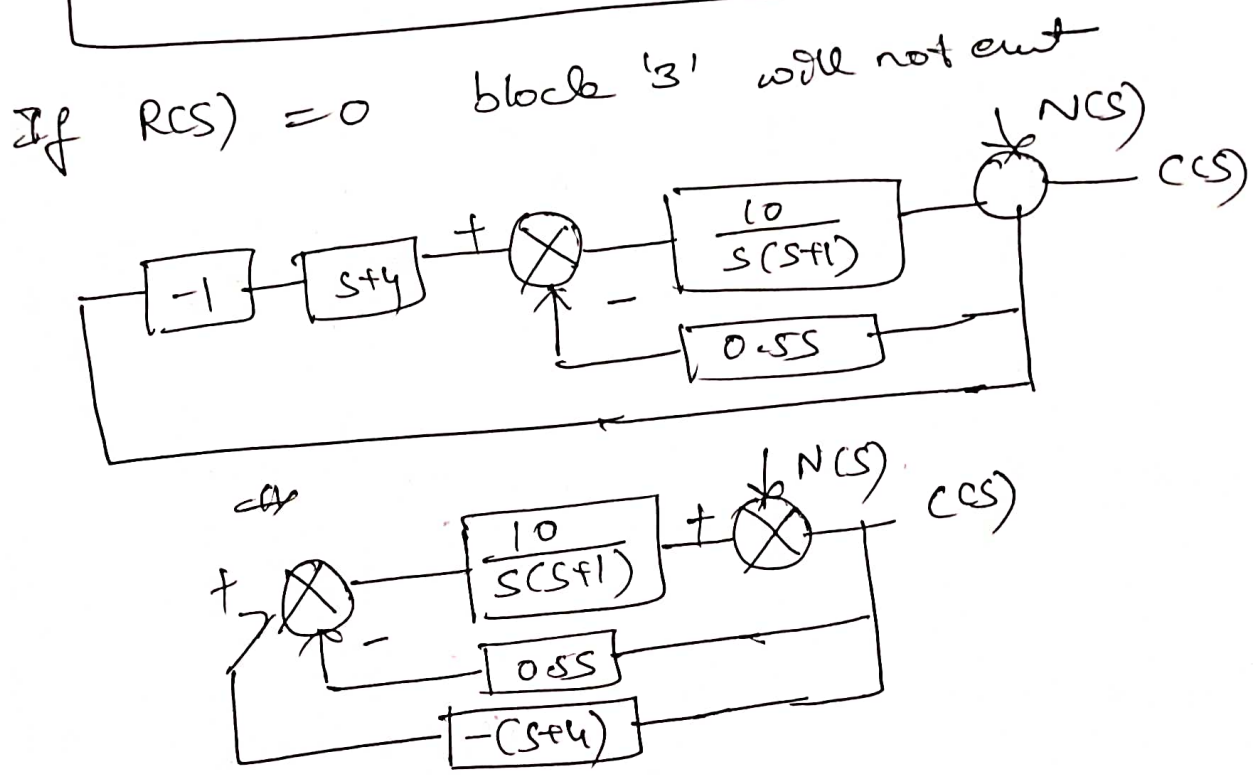 If R(S) = 0 block '3' will not exist
N(S)
C(S)
-1
S+4
+
10
S(S+1)
-
0.5S
N(S)
C(S)
10
S(S+1)
+
+
-
0.5S
-(S+4)